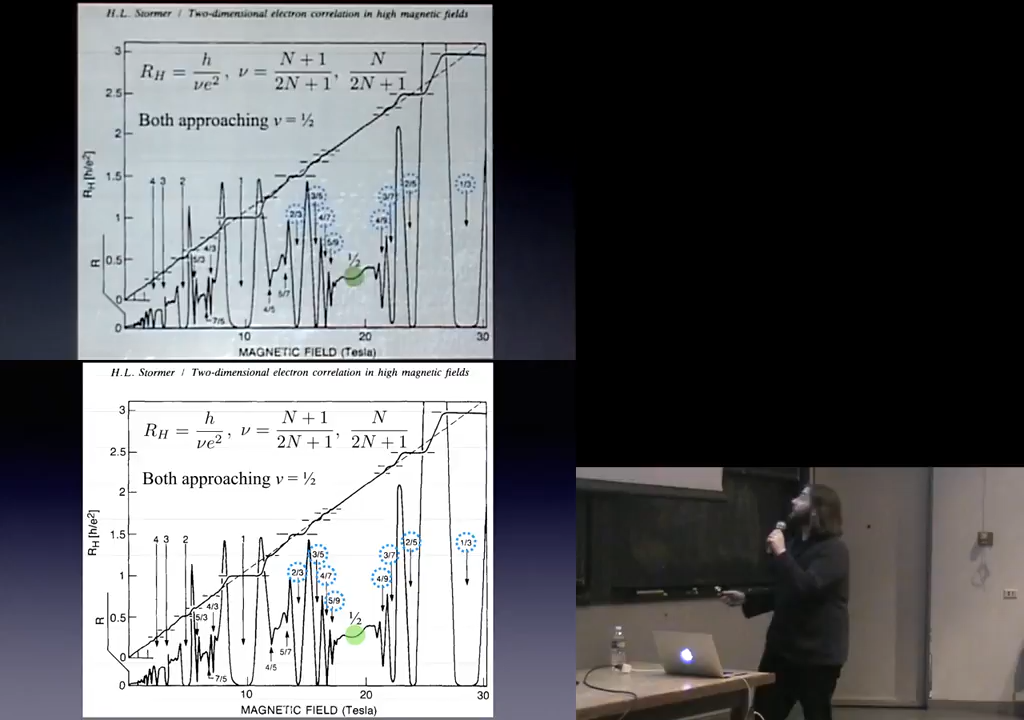 H.L. Stormer / Two-dimensional electron correlation in high magnetic fields
R_H = h/νe², ν = N+1/2N+1, N/2N+1
Both approaching ν = ½
R_H [h/e²]
R
3
2.5
2
1.5
1
0.5
0
0
4 3 2 1
5/3
4/3
7/5
4/5
5/7
2/3
3/5
4/7
5/9
½
4/9
3/7
2/5
1/3
10 20 30
MAGNETIC FIELD (Tesla)
H.L. Stormer / Two-dimensional electron correlation in high magnetic fields
R_H = h/νe², ν = N+1/2N+1, N/2N+1
Both approaching ν = ½
R_H [h/e²]
R
3
2.5
2
1.5
1
0.5
0
0
4 3 2 1
5/3
4/3
7/5
4/5
5/7
2/3
3/5
4/7
5/9
½
4/9
3/7
2/5
1/3
10 20 30
MAGNETIC FIELD (Tesla)